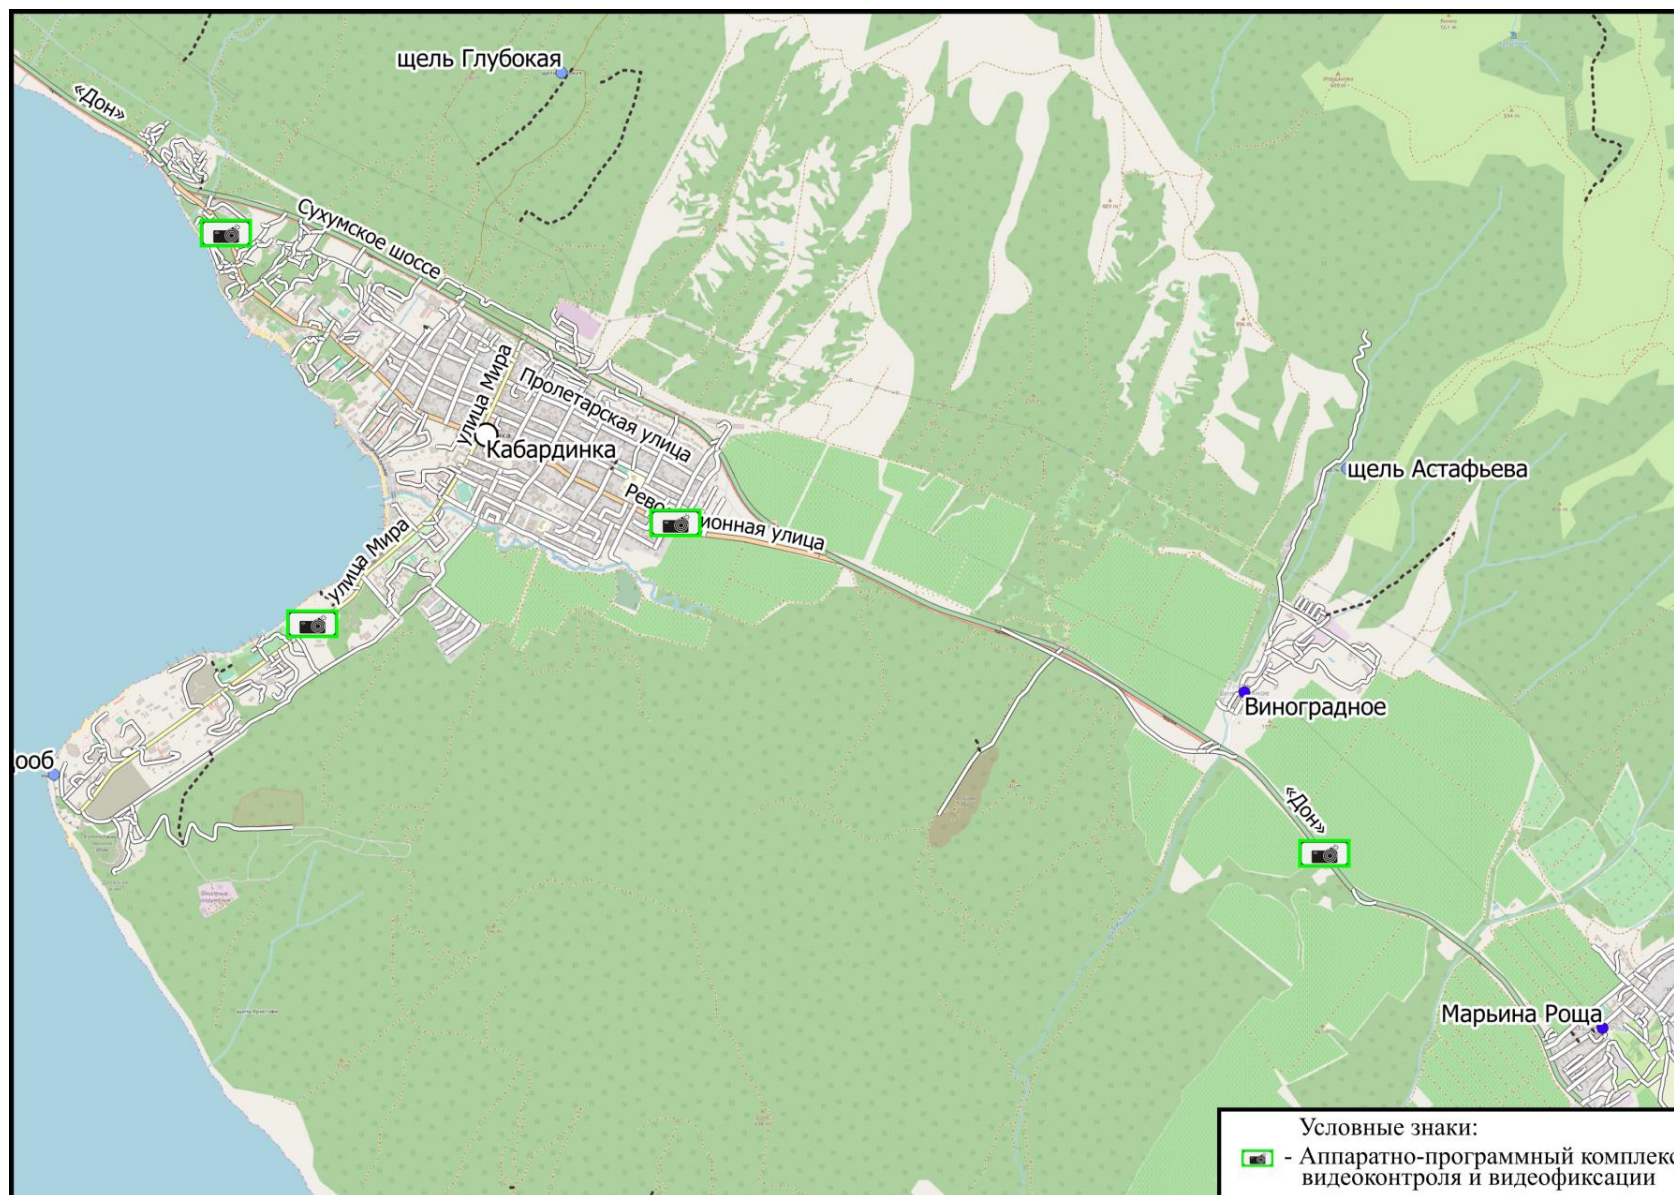 щель Глубокая
«Дон»
Сухумское шоссе
улица Мира
Пролетарская улица
Кабардинка
щель Астафьева
улица Мира
ионная улица
Виноградное
ооб
«Дон»
Марьина Роща
Условные знаки:
- Аппаратно-программный комплекс
видеоконтроля и видеофиксации